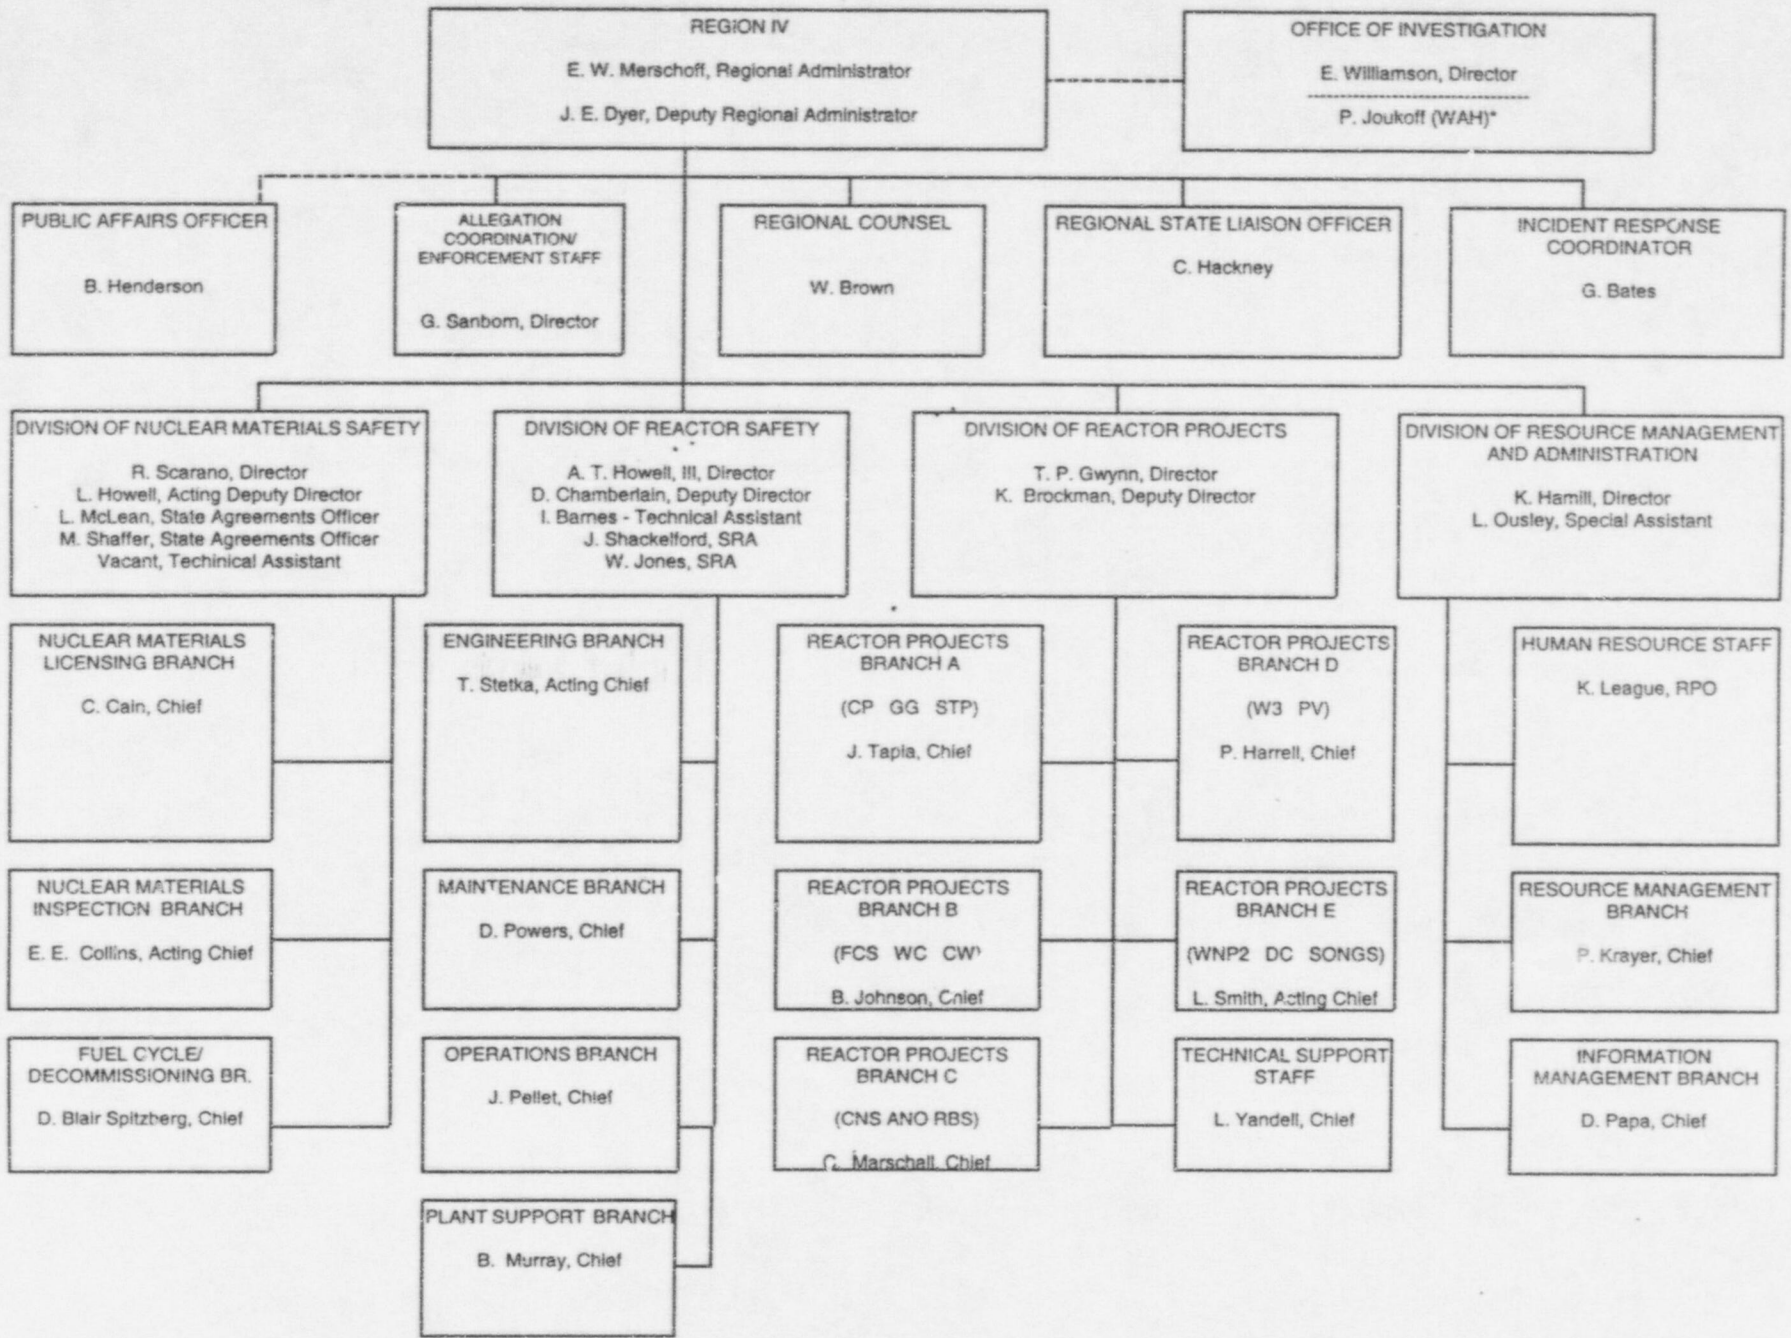 REGION IV
E. W. Merschoff, Regional Administrator
J. E. Dyer, Deputy Regional Administrator
OFFICE OF INVESTIGATION
E. Williamson, Director
P. Joukoff (WAH)*
PUBLIC AFFAIRS OFFICER
B. Henderson
ALLEGATION
COORDINATION/
ENFORCEMENT STAFF
G. Sanborn, Director
REGIONAL COUNSEL
W. Brown
REGIONAL STATE LIAISON OFFICER
C. Hackney
INCIDENT RESPONSE
COORDINATOR
G. Bates
DIVISION OF NUCLEAR MATERIALS SAFETY
R. Scarano, Director
L. Howell, Acting Deputy Director
L. McLean, State Agreements Officer
M. Shaffer, State Agreements Officer
Vacant, Techinical Assistant
DIVISION OF REACTOR SAFETY
A. T. Howell, III, Director
D. Chamberlain, Deputy Director
I. Barnes - Technical Assistant
J. Shackelford, SRA
W. Jones, SRA
DIVISION OF REACTOR PROJECTS
T. P. Gwynn, Director
K. Brockman, Deputy Director
DIVISION OF RESOURCE MANAGEMENT
AND ADMINISTRATION
K. Hamill, Director
L. Ousley, Special Assistant
NUCLEAR MATERIALS
LICENSING BRANCH
C. Cain, Chief
ENGINEERING BRANCH
T. Stetka, Acting Chief
REACTOR PROJECTS
BRANCH A
(CP GG STP)
J. Tapia, Chief
REACTOR PROJECTS
BRANCH D
(W3 PV)
P. Harrell, Chief
HUMAN RESOURCE STAFF
K. League, RPO
NUCLEAR MATERIALS
INSPECTION BRANCH
E. E. Collins, Acting Chief
MAINTENANCE BRANCH
D. Powers, Chief
REACTOR PROJECTS
BRANCH B
(FCS WC CW)
B. Johnson, Chief
REACTOR PROJECTS
BRANCH E
(WNP2 DC SONGS)
L. Smith, Acting Chief
RESOURCE MANAGEMENT
BRANCH
P. Krayer, Chief
FUEL CYCLE/
DECOMMISSIONING BR.
D. Blair Spitzberg, Chief
OPERATIONS BRANCH
J. Pellet, Chief
REACTOR PROJECTS
BRANCH C
(CNS ANO RBS)
C. Marschall, Chief
TECHNICAL SUPPORT
STAFF
L. Yandell, Chief
INFORMATION
MANAGEMENT BRANCH
D. Papa, Chief
PLANT SUPPORT BRANCH
B. Murray, Chief